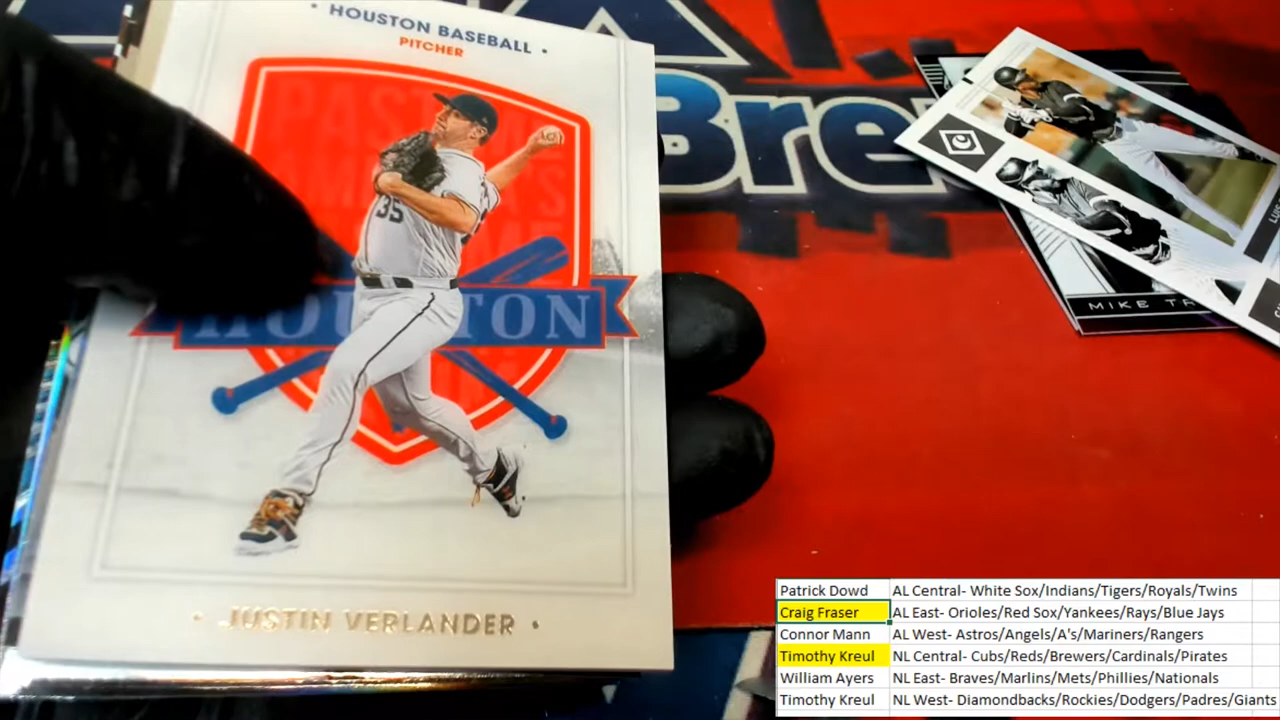 • HOUSTON BASEBALL •
PITCHER
35
HOUSTON
• JUSTIN VERLANDER •
Bre
MIKE TR
Patrick Dowd AL Central- White Sox/Indians/Tigers/Royals/Twins
Craig Fraser AL East- Orioles/Red Sox/Yankees/Rays/Blue Jays
Connor Mann AL West- Astros/Angels/A's/Mariners/Rangers
Timothy Kreul NL Central- Cubs/Reds/Brewers/Cardinals/Pirates
William Ayers NL East- Braves/Marlins/Mets/Phillies/Nationals
Timothy Kreul NL West- Diamondbacks/Rockies/Dodgers/Padres/Giants